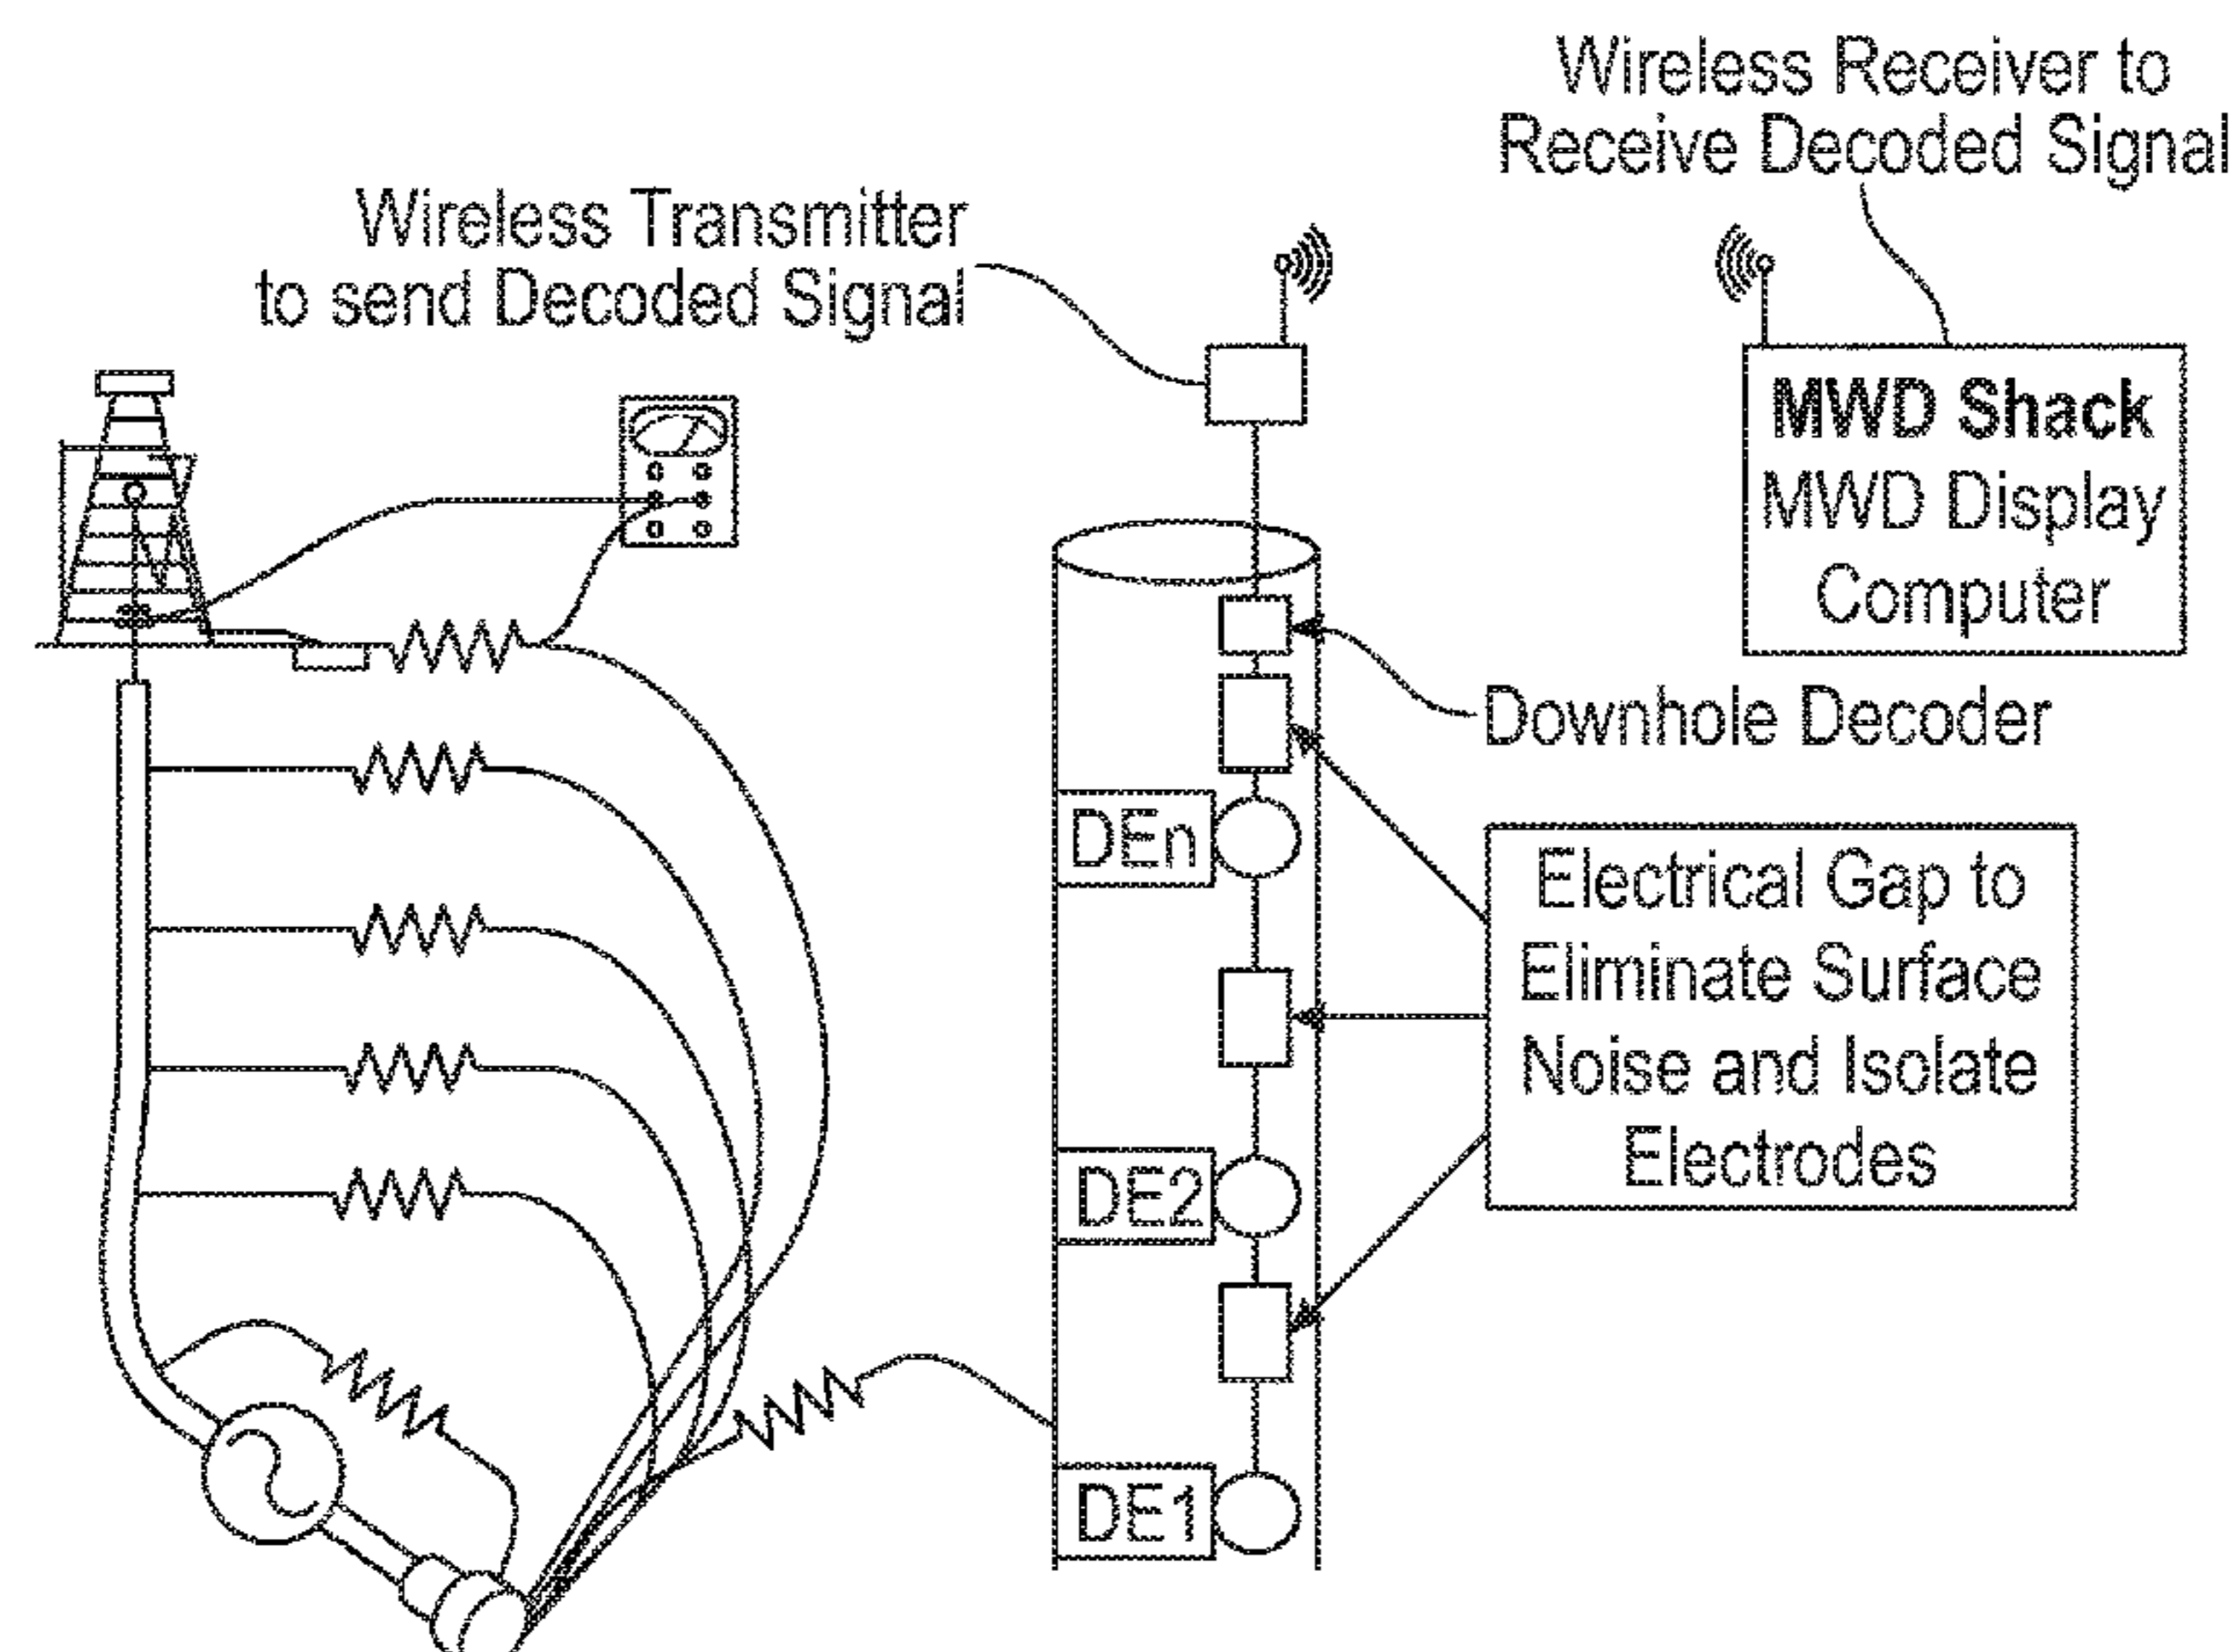 Wireless Receiver to
Receive Decoded Signal
Wireless Transmitter
to send Decoded Signal
MWD Shack
MWD Display
Computer
Downhole Decoder
DEn
Electrical Gap to
Eliminate Surface
Noise and Isolate
Electrodes
DE2
DE1